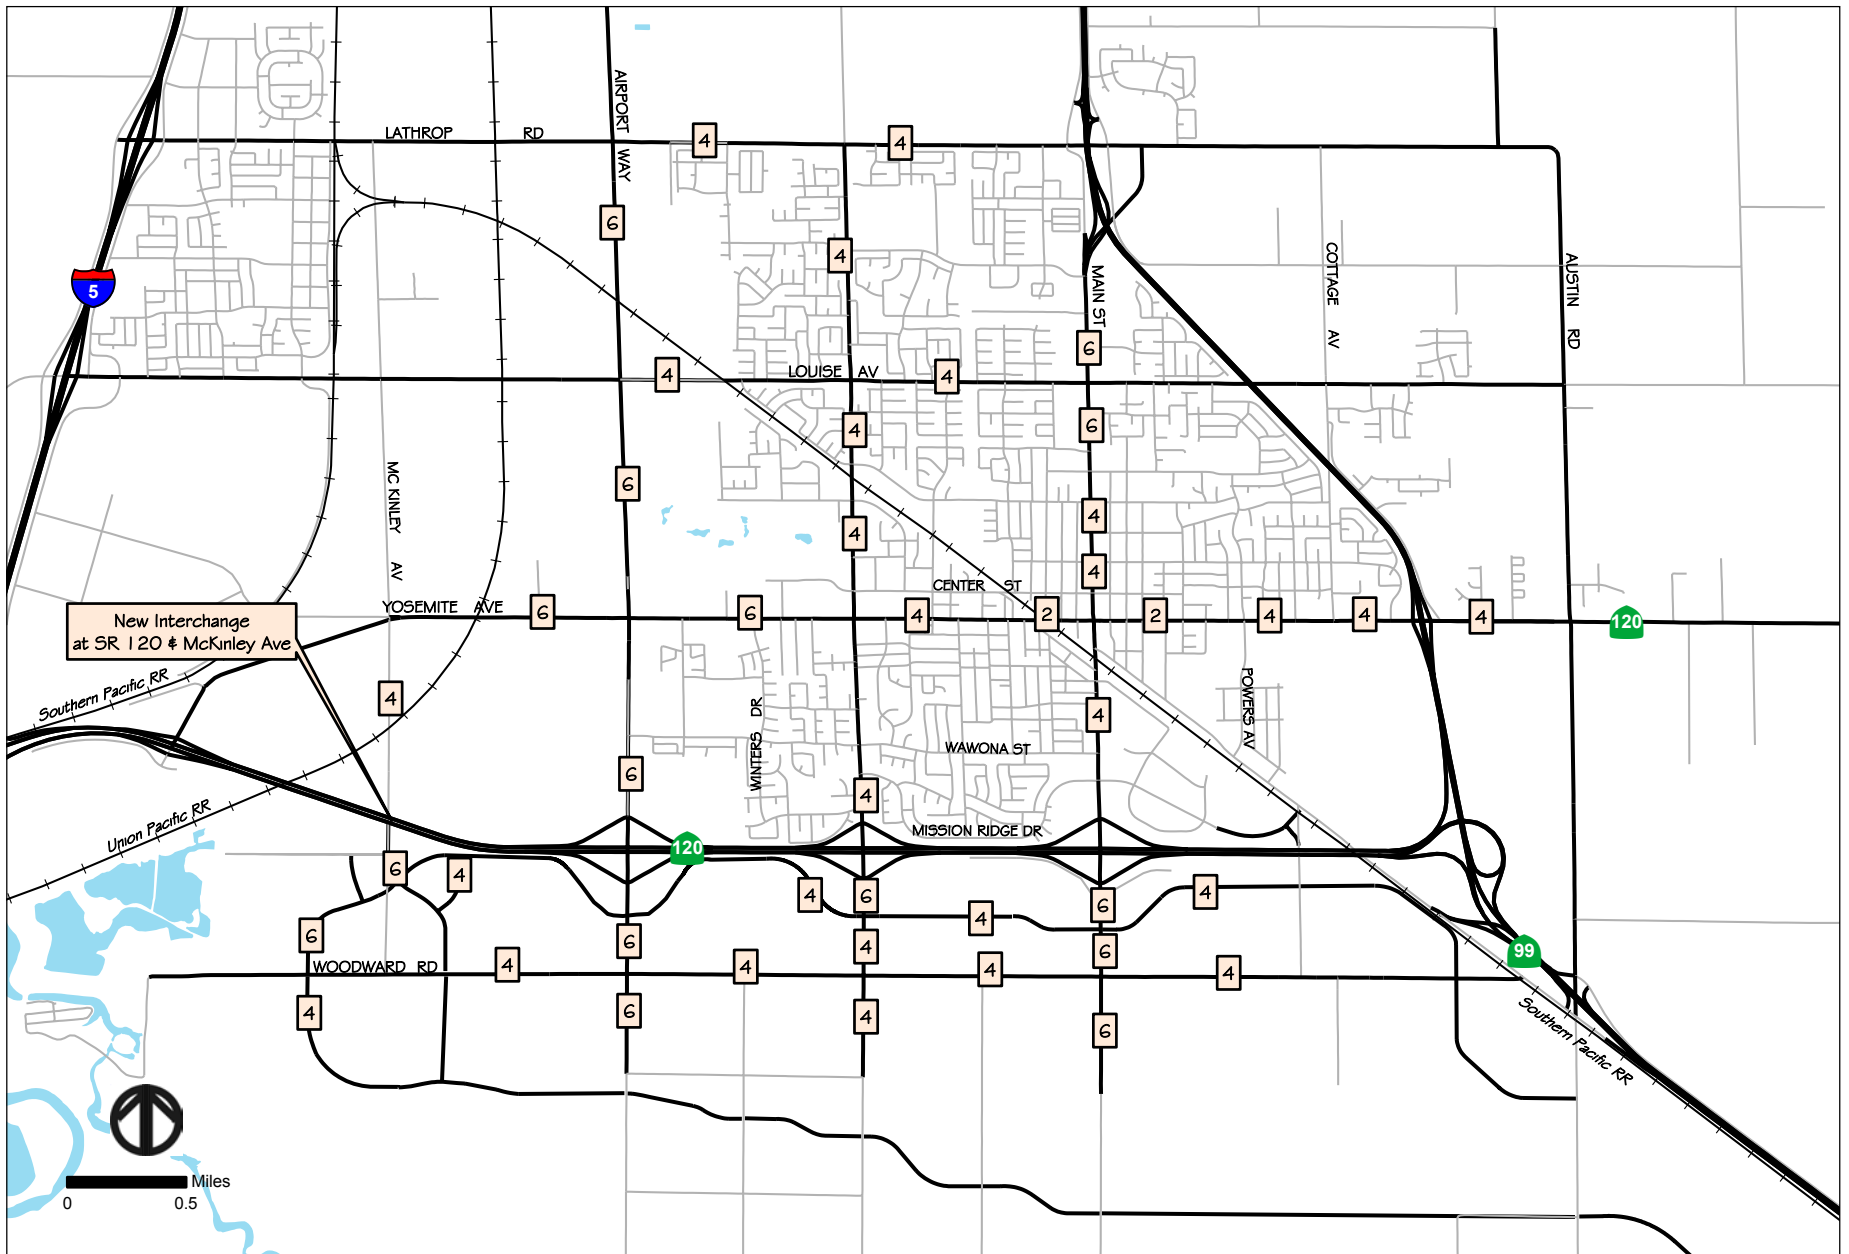 LATHROP RD
4
4
AIRPORT WAY
6
4
5
MAIN ST
COTTAGE AV
AUSTIN RD
6
4
LOUISE AV
4
6
4
MC KINLEY AV
6
4
4
4
CENTER ST
YOSEMITE AVE
6
6
4
2
2
4
4
4
120
New Interchange
at SR 120 & McKinley Ave
Southern Pacific RR
4
WINTERS DR
4
POWERS AV
WAWONA ST
6
4
Union Pacific RR
MISSION RIDGE DR
120
6
4
4
6
6
4
4
6
6
4
6
99
WOODWARD RD
4
4
4
4
4
6
4
6
Southern Pacific RR
Miles
0 0.5